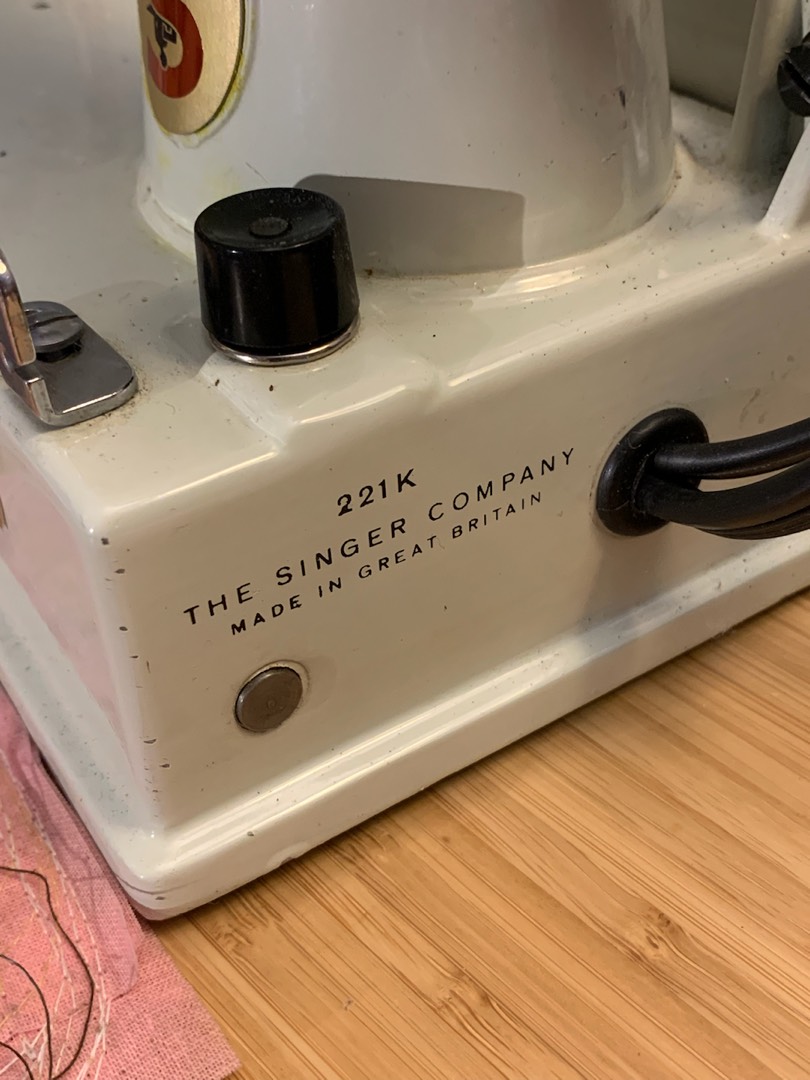 221K
THE SINGER COMPANY
MADE IN GREAT BRITAIN